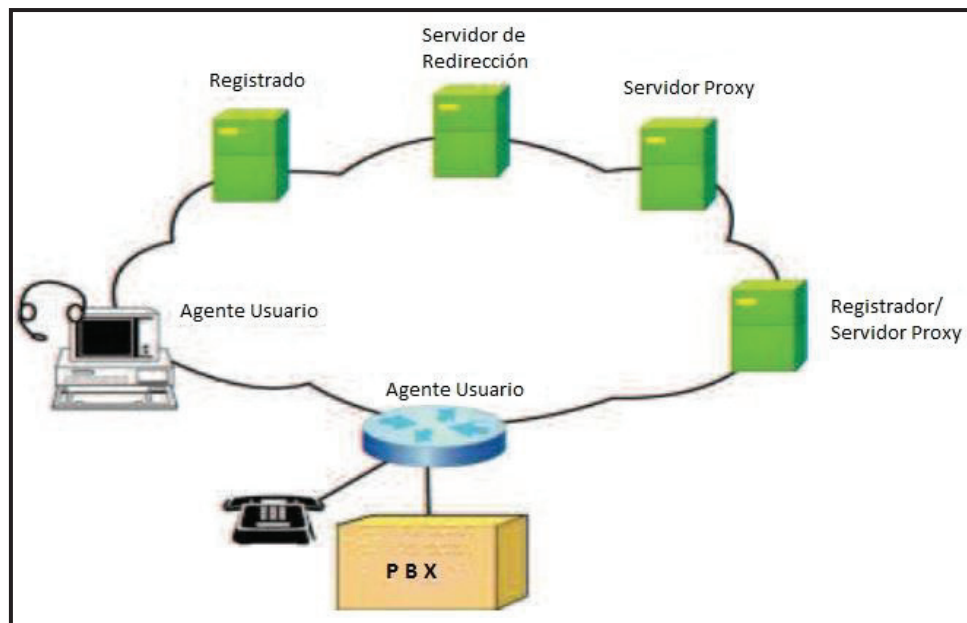 Servidor de
Redirección
Registrado
Servidor Proxy
Agente Usuario
Registrador/
Servidor Proxy
Agente Usuario
P B X